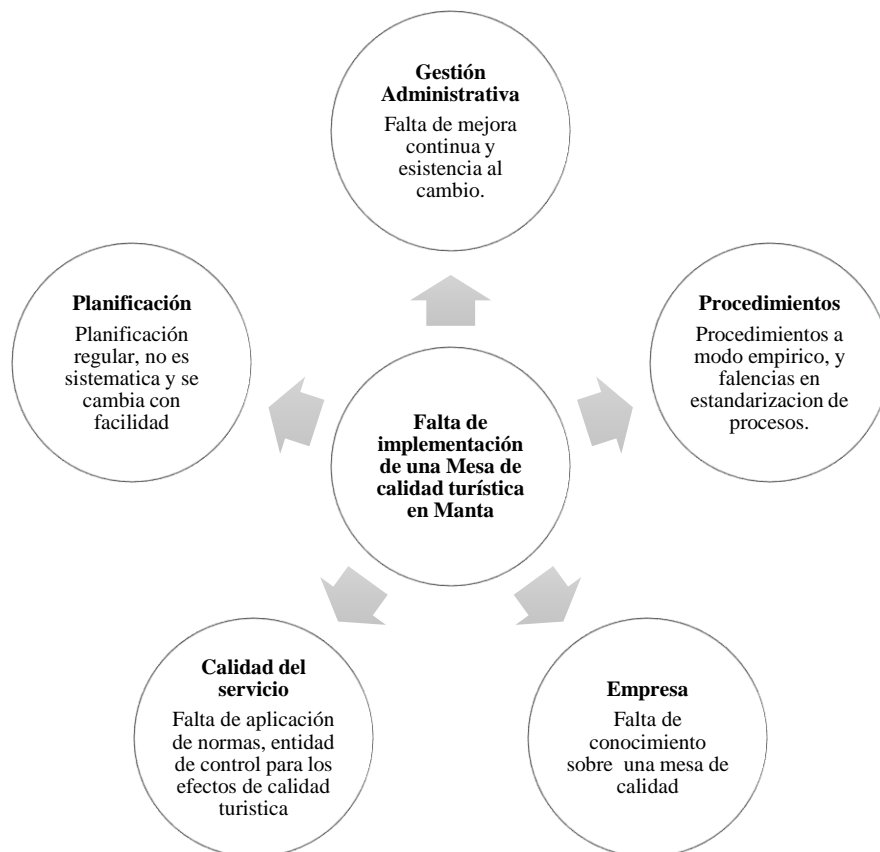 Gestión
Administrativa
Falta de mejora
continua y
esistencia al
cambio.
Planificación
Planificación
regular, no es
sistematica y se
cambia con
facilidad
Procedimientos
Procedimientos a
modo empirico, y
falencias en
estandarizacion de
procesos.
Falta de
implementación
de una Mesa de
calidad turística
en Manta
Calidad del
servicio
Falta de aplicación
de normas, entidad
de control para los
efectos de calidad
turistica
Empresa
Falta de
conocimiento
sobre  una mesa de
calidad